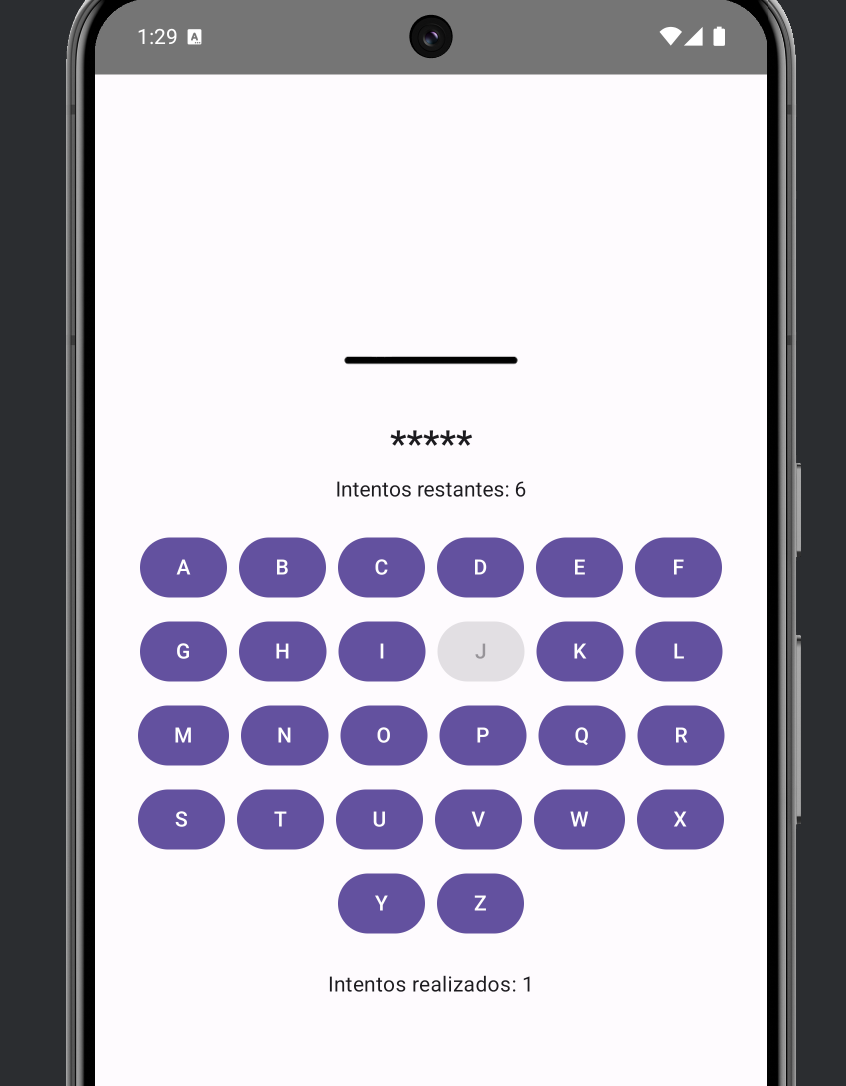 1:29 A
*****
Intentos restantes: 6
A B C D E F
G H I J K L
M N O P Q R
S T U V W X
Y Z
Intentos realizados: 1